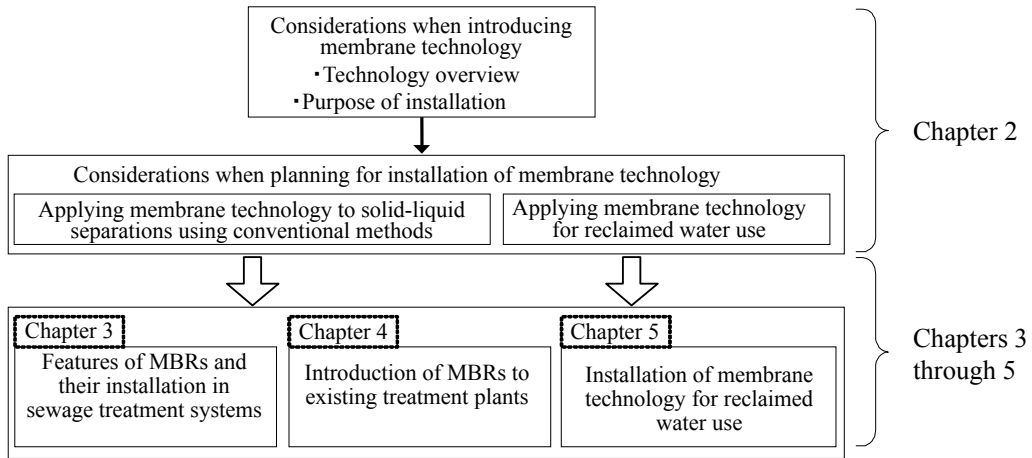 Considerations when introducing
membrane technology
・Technology overview
・Purpose of installation
Chapter 2
Considerations when planning for installation of membrane technology
Applying membrane technology to solid-liquid
separations using conventional methods
Applying membrane technology
for reclaimed water use
Chapter 3
Features of MBRs and
their installation in
sewage treatment systems
Chapter 4
Introduction of MBRs to
existing treatment plants
Chapter 5
Installation of membrane
technology for reclaimed
water use
Chapters 3
through 5